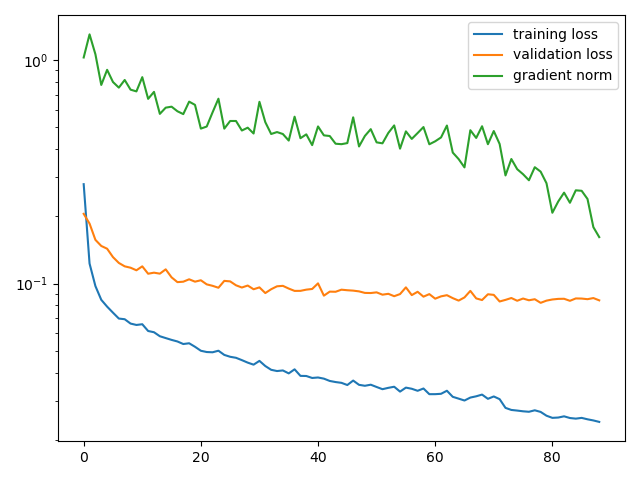 training loss
validation loss
gradient norm
10⁰
10⁻¹
0 20 40 60 80